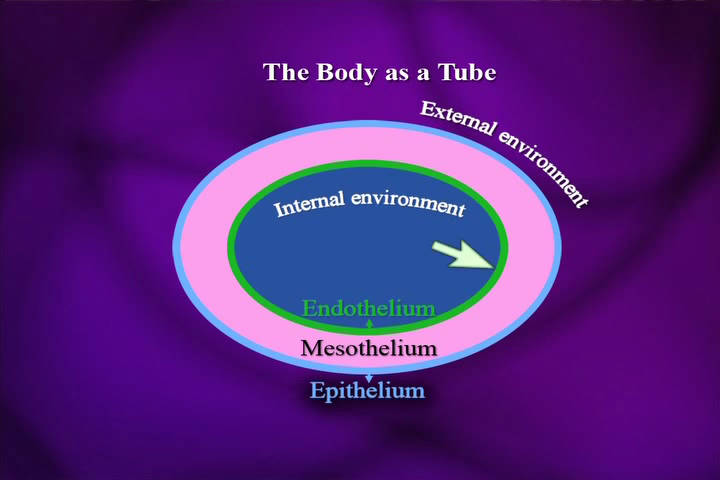 The Body as a Tube
External environment
Internal environment
Endothelium
Mesothelium
Epithelium